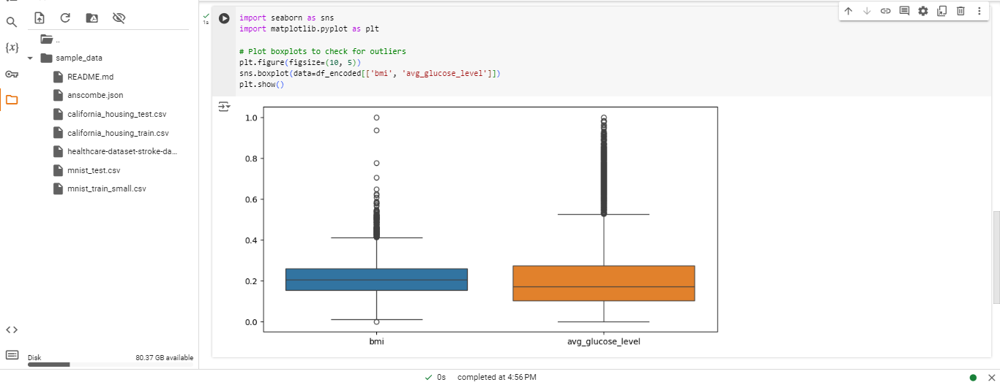 {x}
..
sample_data
README.md
anscombe.json
california_housing_test.csv
california_housing_train.csv
healthcare-dataset-stroke-da...
mnist_test.csv
mnist_train_small.csv
Disk
80.37 GB available
1s
import seaborn as sns
import matplotlib.pyplot as plt
# Plot boxplots to check for outliers
plt.figure(figsize=(10, 5))
sns.boxplot(data=df_encoded[['bmi', 'avg_glucose_level']])
plt.show()
1.0
0.8
0.6
0.4
0.2
0.0
bmi
avg_glucose_level
0s completed at 4:56 PM